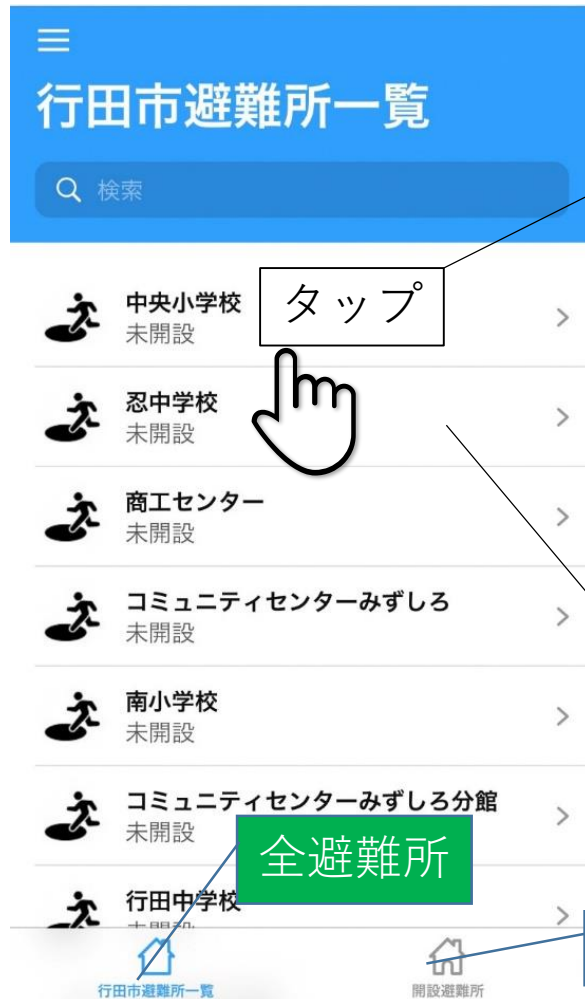 行田市避難所一覧
検索
中央小学校
未開設
タップ
忍中学校
未開設
商工センター
未開設
コミュニティセンターみずしろ
未開設
南小学校
未開設
コミュニティセンターみずしろ分館
未開設
全避難所
行田中学校
未開設
行田市避難所一覧
開設避難所